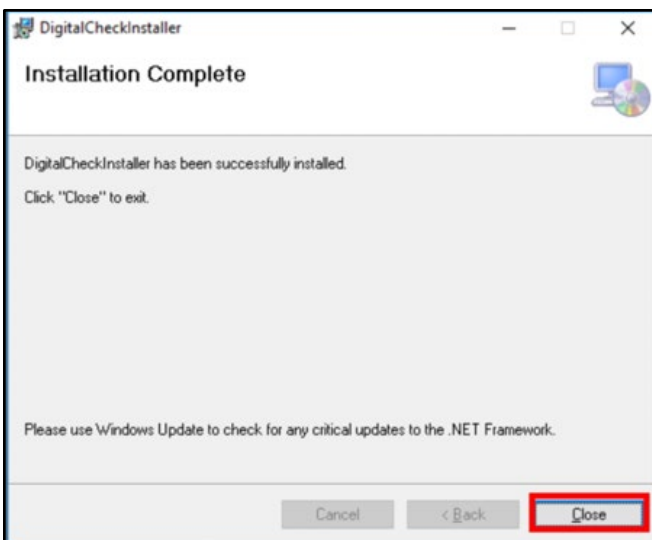 DigitalCheckInstaller
Installation Complete
DigitalCheckInstaller has been successfully installed.
Click "Close" to exit.
Please use Windows Update to check for any critical updates to the .NET Framework.
Cancel
< Back
Close